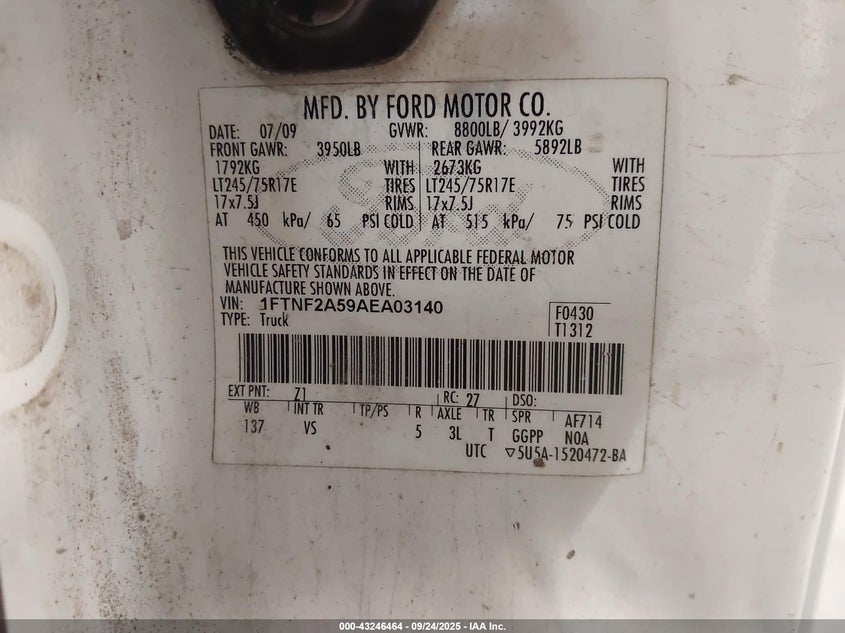 MFD. BY FORD MOTOR CO.
DATE: 07/09 GVWR: 8800LB/ 3992KG
FRONT GAWR: 3950LB REAR GAWR: 5892LB
1792KG WITH 2673KG WITH
LT245/75R17E TIRES LT245/75R17E TIRES
17x7.5J RIMS 17x7.5J RIMS
AT 450 kPa/ 65 PSI COLD AT 515 kPa/ 75 PSI COLD
THIS VEHICLE CONFORMS TO ALL APPLICABLE FEDERAL MOTOR
VEHICLE SAFETY STANDARDS IN EFFECT ON THE DATE OF
MANUFACTURE SHOWN ABOVE.
VIN: 1FTNF2A59AEA03140
TYPE: Truck
F0430
T1312
EXT PNT: Z1 RC: 27 DSO:
WB INT TR TP/PS R AXLE TR SPR AF714
137 VS 5 3L T GGPP NOA
UTC ▽5U5A-1520472-BA
000-43246464 - 09/24/2025 - IAA Inc.